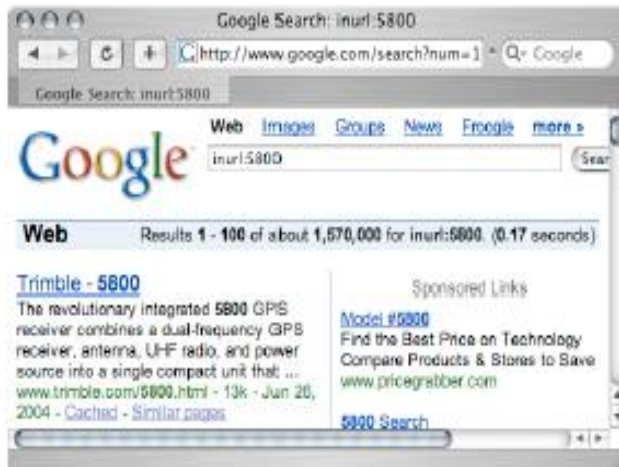 Google Search: inurl:5800
http://www.google.com/search?num=1
Google
Google Search: inurl:5800
Web Images Groups News Froogle more »
Google
inurl:5800
Sear
Web Results 1 - 100 of about 1,570,000 for inurl:5800. (0.17 seconds)
Trimble - 5800
The revolutionary integrated 5800 GPS
receiver combines a dual-frequency GPS
receiver, antenna, UHF radio, and power
source into a single compact unit that ...
www.trimble.com/5800.html - 13k - Jun 26,
2004 - Cached - Similar pages
Sponsored Links
Model #5800
Find the Best Price on Technology
Compare Products & Stores to Save
www.pricegrabber.com
5800 Search